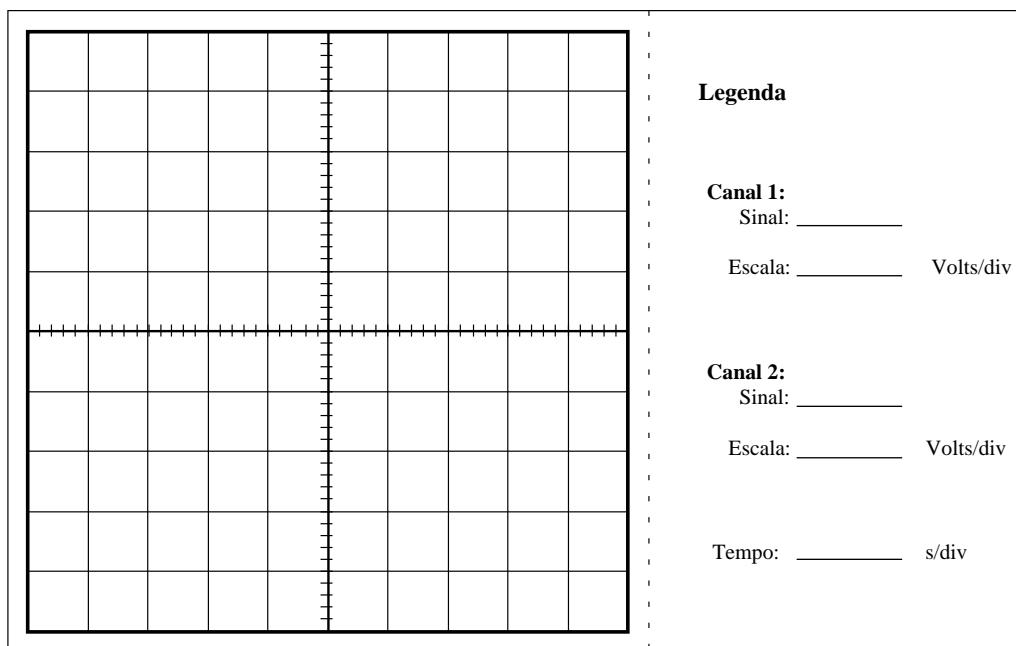 Legenda
Canal 1:
Sinal:
Escala: Volts/div
Canal 2:
Sinal:
Escala: Volts/div
Tempo: s/div